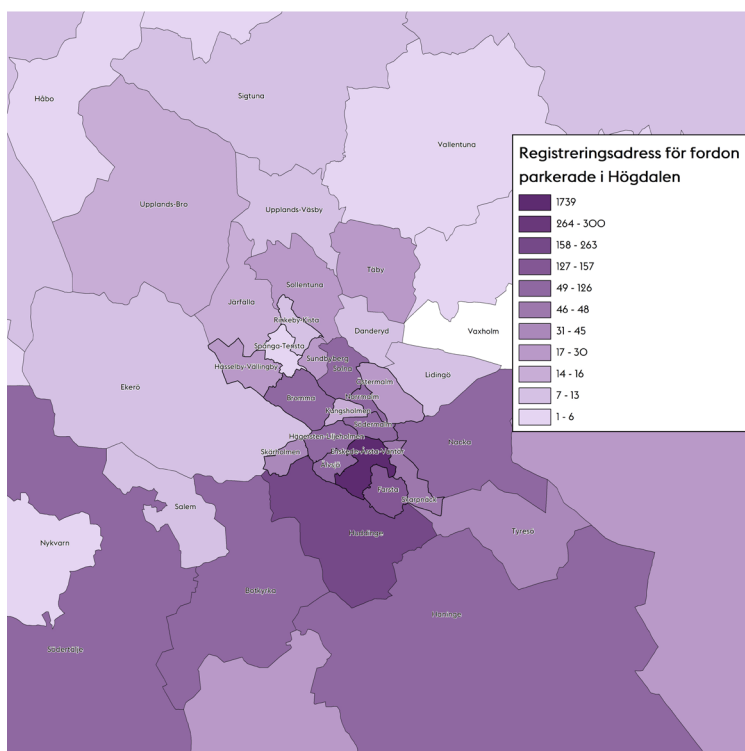 Håbo
Sigtuna
Vallentuna
Registreringsadress för fordon
parkerade i Högdalen
1739
264 - 300
158 - 263
127 - 157
49 - 126
46 - 48
31 - 45
17 - 30
14 - 16
7 - 13
1 - 6
Upplands-Bro
Upplands-Väsby
Täby
Sollentuna
Järfälla
Rinkeby-Kista
Danderyd
Vaxholm
Spånga-Tensta
Sundbyberg
Solna
Hässelby-Vällingby
Östermalm
Lidingö
Ekerö
Bromma
Norrmalm
Kungsholmen
Södermalm
Hägersten-Liljeholmen
Nacka
Enskede-Årsta-Vantör
Skärholmen
Älvsjö
Farsta
Skarpnäck
Salem
Huddinge
Tyresö
Nykvarn
Botkyrka
Haninge
Södertälje